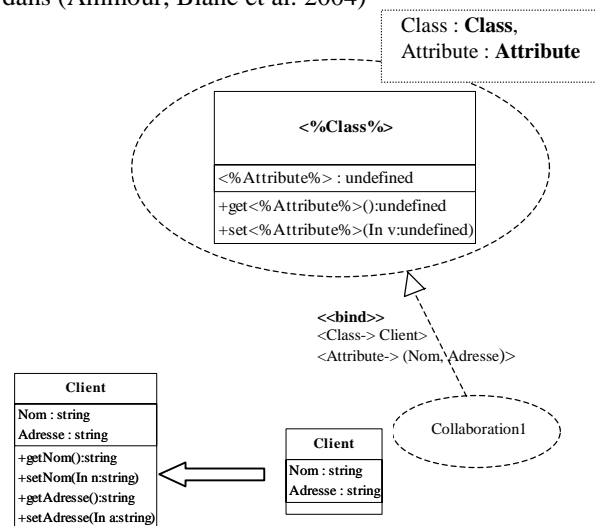 dans (Ammour, Blanc et al. 2004)
Class : Class,
Attribute : Attribute
<%Class%>
<%Attribute%> : undefined
+get<%Attribute%>():undefined
+set<%Attribute%>(In v:undefined)
<<bind>>
<Class-> Client>
<Attribute-> (Nom, Adresse)>
Collaboration1
Client
Nom : string
Adresse : string
+getNom():string
+setNom(In n:string)
+getAdresse():string
+setAdresse(In a:string)
Client
Nom : string
Adresse : string